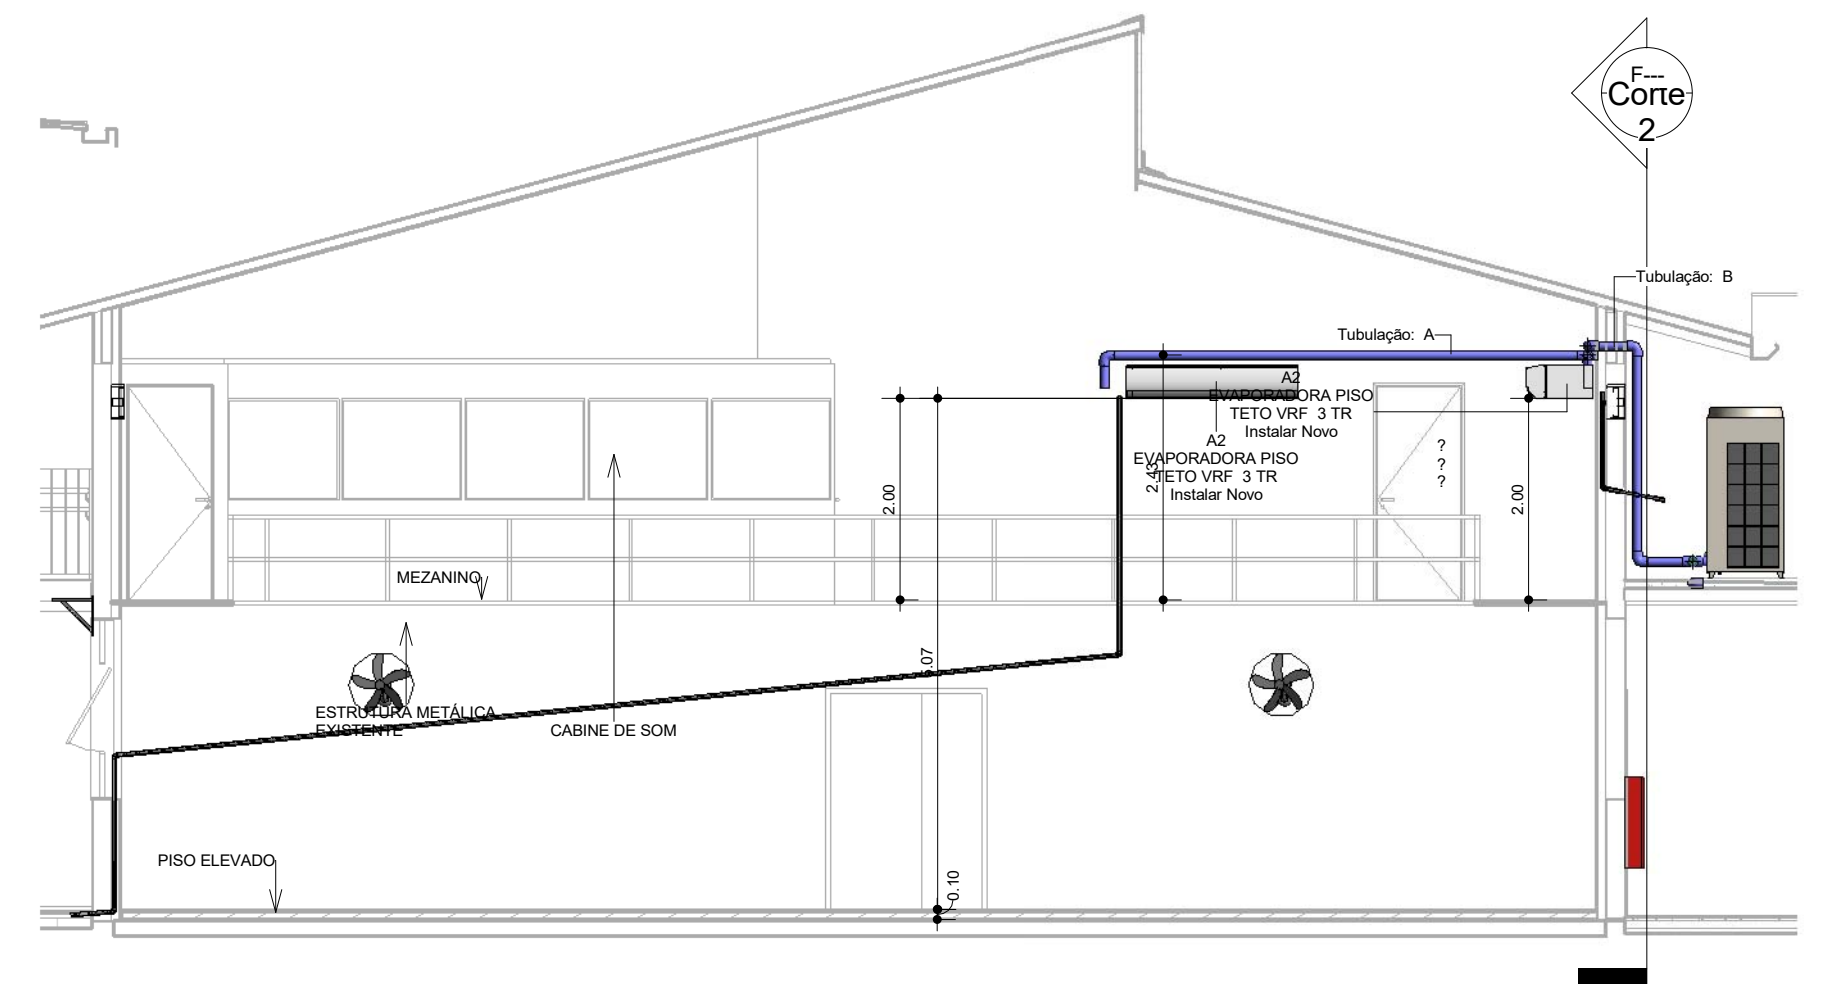 F---
Corte
2
Tubulação:  B
Tubulação:  A
A2
EVAPORADORA PISO
TETO VRF  3 TR
Instalar Novo
A2
EVAPORADORA PISO
TETO VRF  3 TR
Instalar Novo
?
?
?
2.00
2.43
2.00
MEZANINO
ESTRUTURA METÁLICA
EXISTENTE
CABINE DE SOM
PISO ELEVADO
0.10